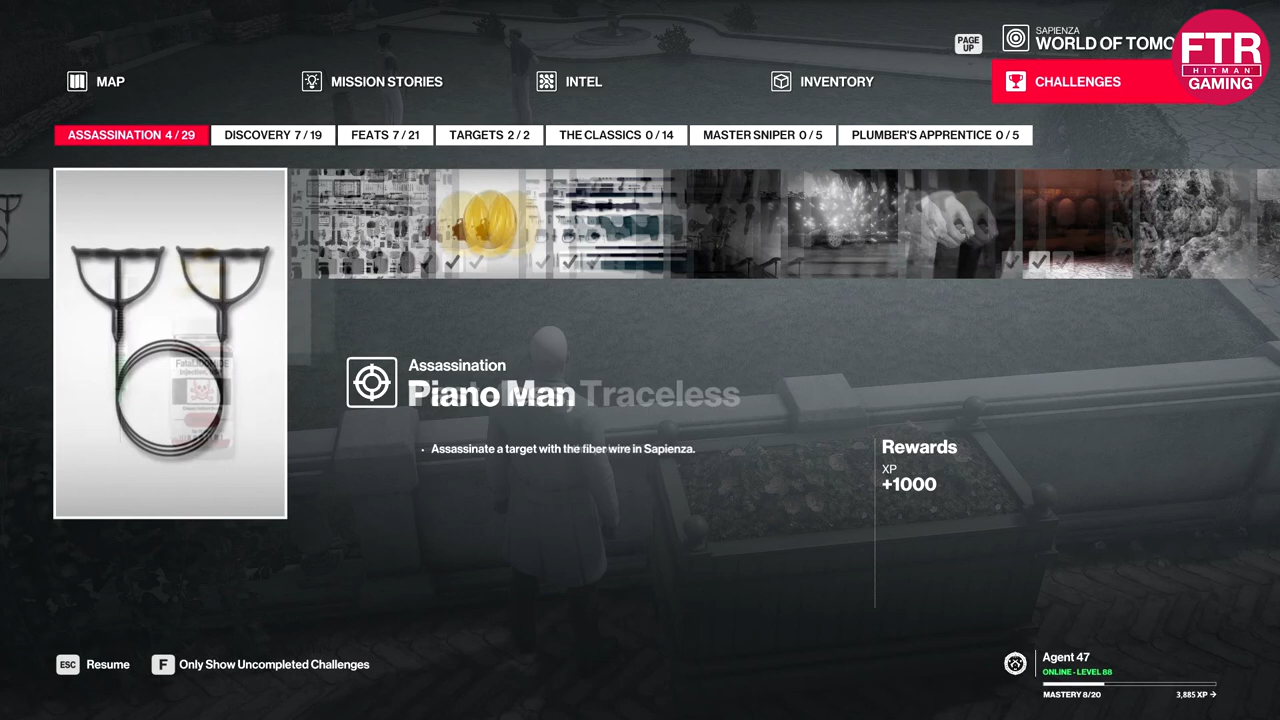 SAPIENZA
PAGE UP
WORLD OF TOMO
FTR
HITMAN
GAMING
MAP
MISSION STORIES
INTEL
INVENTORY
CHALLENGES
ASSASSINATION 4 / 29
DISCOVERY 7 / 19
FEATS 7 / 21
TARGETS 2 / 2
THE CLASSICS 0 / 14
MASTER SNIPER 0 / 5
PLUMBER'S APPRENTICE 0 / 5
Assassination
Piano Man, Traceless
· Assassinate a target with the fiber wire in Sapienza.
Rewards
XP
+1000
ESC Resume
F Only Show Uncompleted Challenges
Agent 47
ONLINE - LEVEL 88
MASTERY 8/20
3,885 XP →